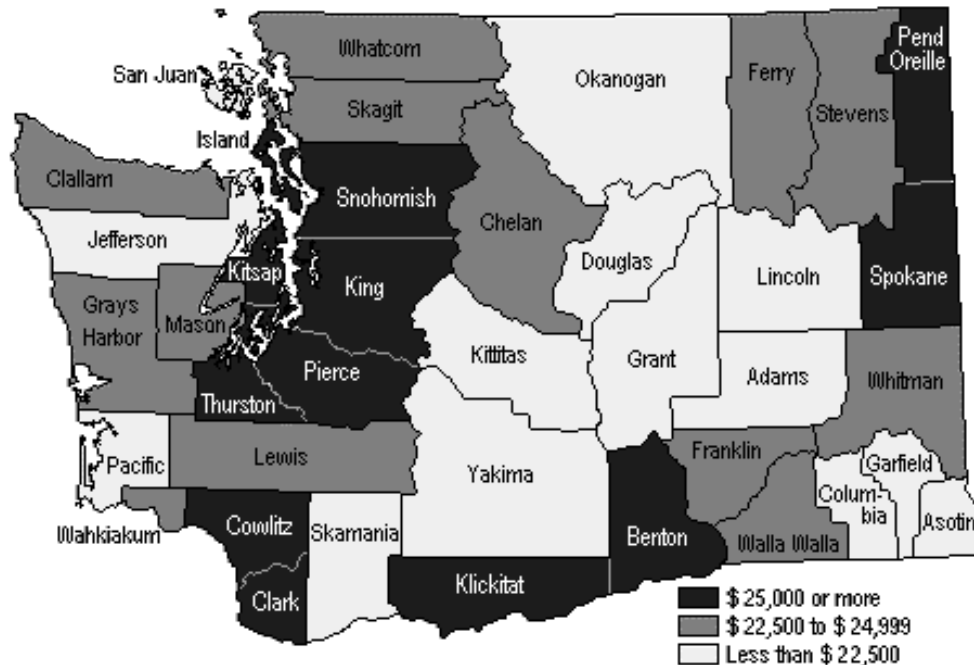 Whatcom
San Juan
Okanogan
Ferry
Pend
Oreille
Stevens
Skagit
Island
Clallam
Snohomish
Chelan
Jefferson
Kitsap
King
Douglas
Lincoln
Spokane
Grays
Harbor
Mason
Kittitas
Grant
Adams
Whitman
Pierce
Thurston
Pacific
Lewis
Yakima
Franklin
Garfield
Colum-
bia
Asotin
Wahkiakum
Cowlitz
Skamania
Benton
Walla Walla
Klickitat
Clark
$ 25,000 or more
$ 22,500 to $ 24,999
Less than $ 22,500